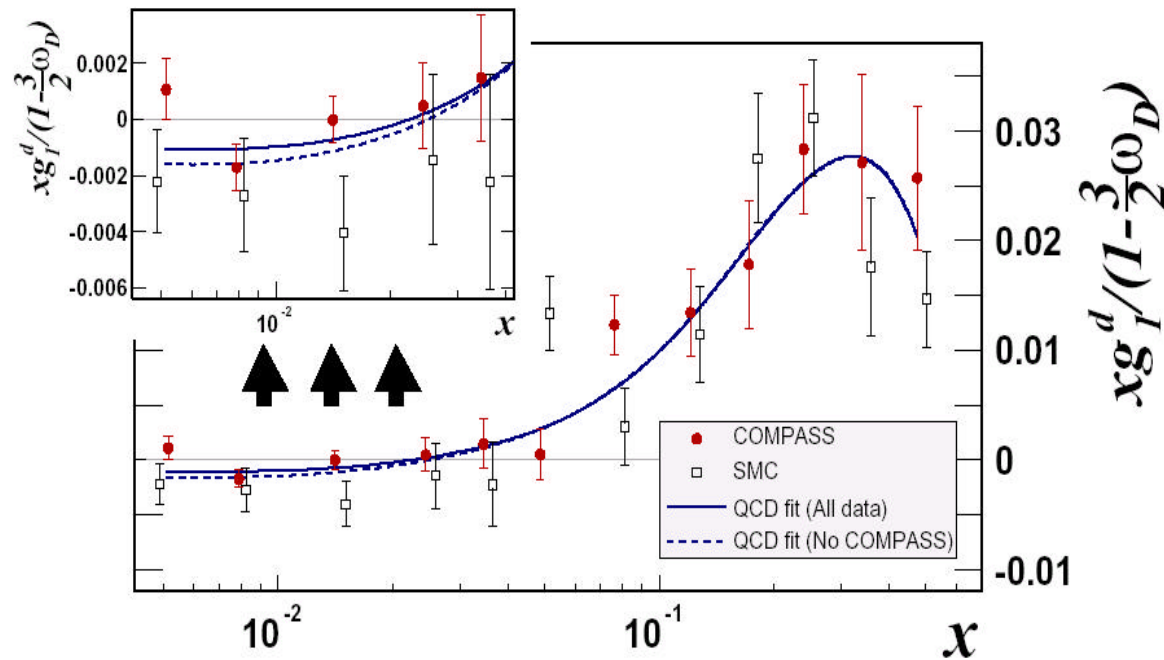 xg₁ᵈ/(1-3/2ω_D)
0.002
0
-0.002
-0.004
-0.006
10⁻²
x
0.03
0.02
0.01
0
-0.01
xg₁ᵈ/(1-3/2ω_D)
COMPASS
SMC
QCD fit (All data)
QCD fit (No COMPASS)
10⁻²
10⁻¹
x